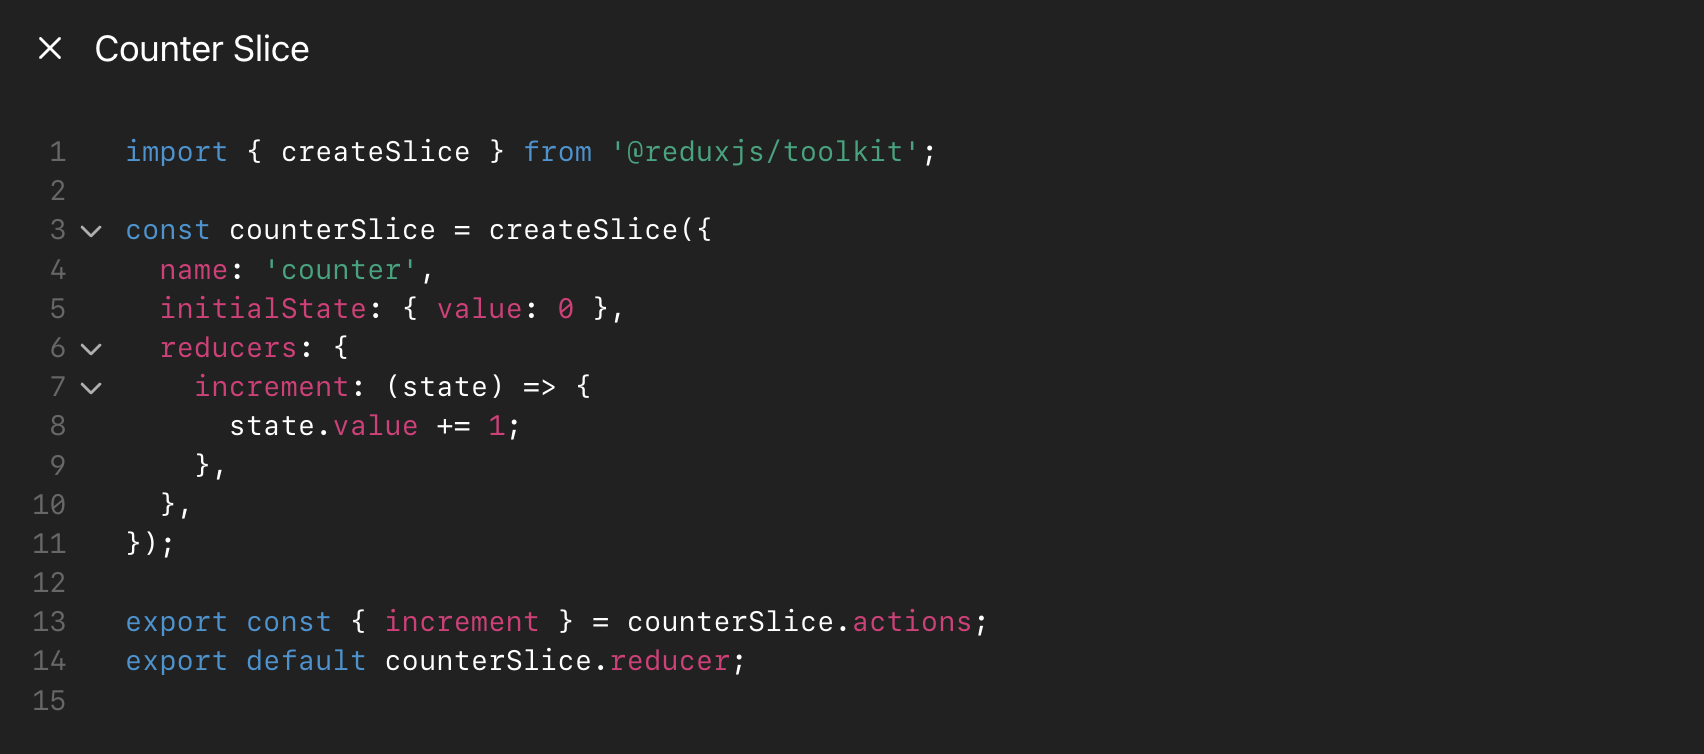 Counter Slice
1 import { createSlice } from '@reduxjs/toolkit';
2
3 const counterSlice = createSlice({
4   name: 'counter',
5   initialState: { value: 0 },
6   reducers: {
7     increment: (state) => {
8       state.value += 1;
9     },
10   },
11 });
12
13 export const { increment } = counterSlice.actions;
14 export default counterSlice.reducer;
15